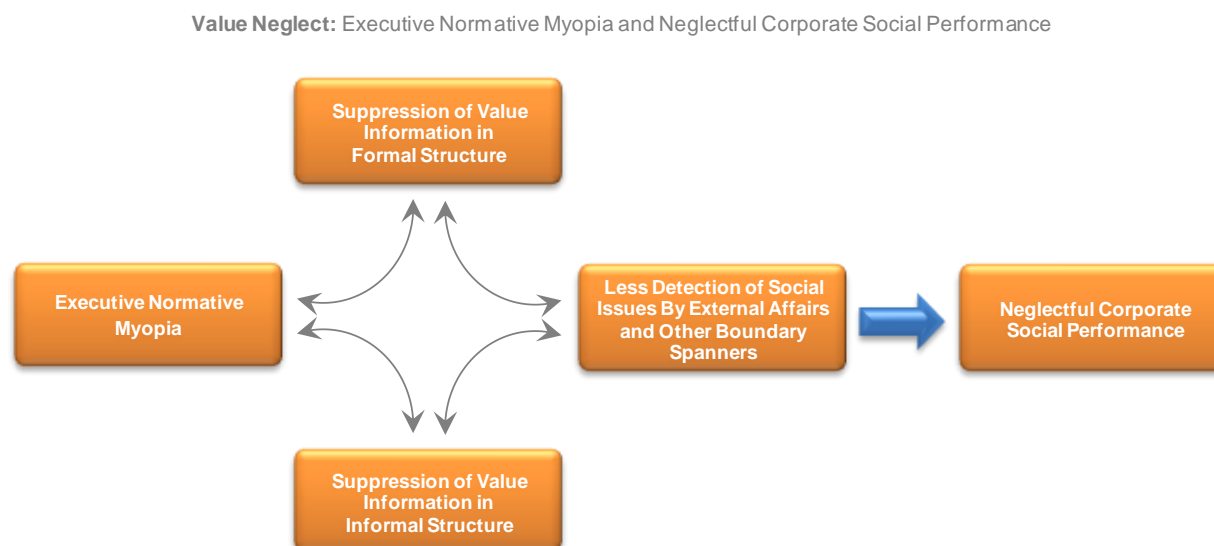 Value Neglect: Executive Normative Myopia and Neglectful Corporate Social Performance
Suppression of Value
Information in
Formal Structure
Executive Normative
Myopia
Less Detection of Social
Issues By External Affairs
and Other Boundary
Spanners
Neglectful Corporate
Social Performance
Suppression of Value
Information in
Informal Structure